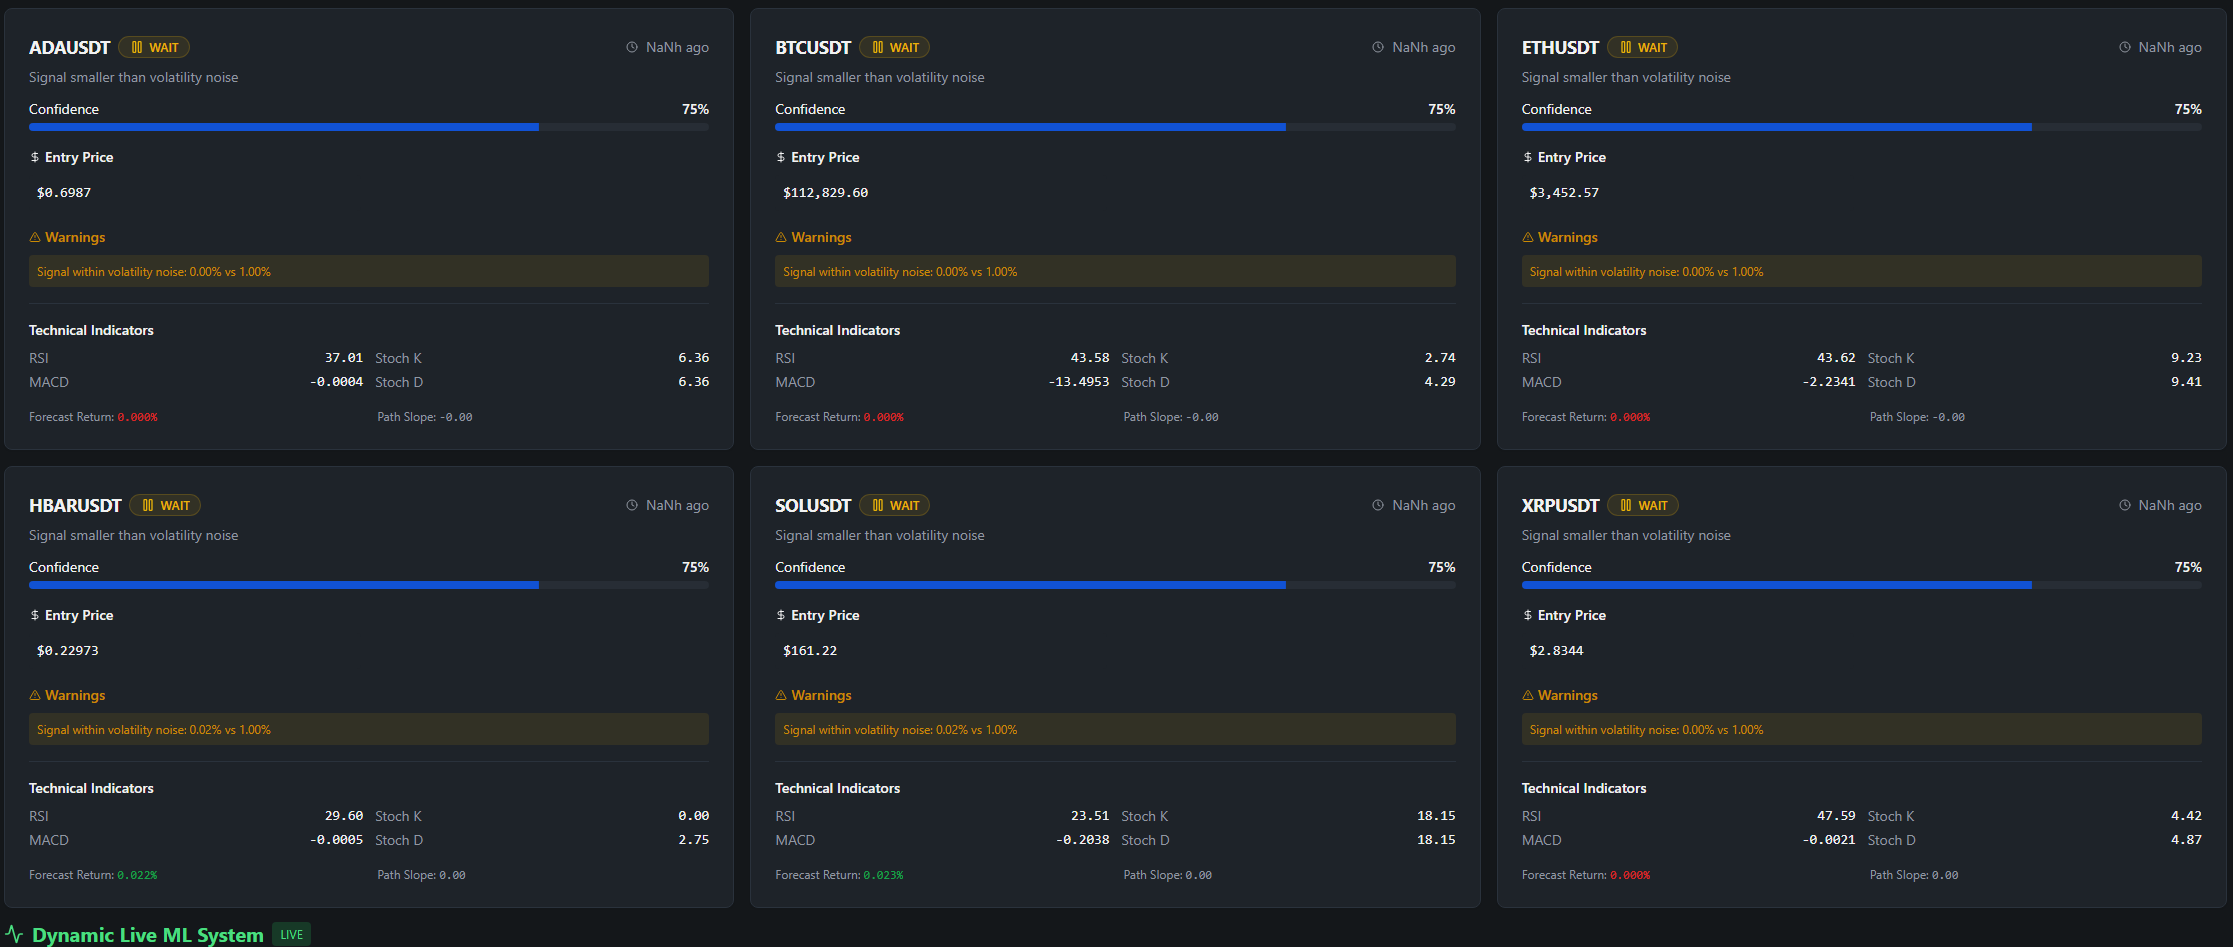 ADAUSDT WAIT NaNh ago
Signal smaller than volatility noise
Confidence 75%
$ Entry Price
$0.6987
Warnings
Signal within volatility noise: 0.00% vs 1.00%
Technical Indicators
RSI 37.01 Stoch K 6.36
MACD -0.0004 Stoch D 6.36
Forecast Return: 0.000% Path Slope: -0.00
BTCUSDT WAIT NaNh ago
Signal smaller than volatility noise
Confidence 75%
$ Entry Price
$112,829.60
Warnings
Signal within volatility noise: 0.00% vs 1.00%
Technical Indicators
RSI 43.58 Stoch K 2.74
MACD -13.4953 Stoch D 4.29
Forecast Return: 0.000% Path Slope: -0.00
ETHUSDT WAIT NaNh ago
Signal smaller than volatility noise
Confidence 75%
$ Entry Price
$3,452.57
Warnings
Signal within volatility noise: 0.00% vs 1.00%
Technical Indicators
RSI 43.62 Stoch K 9.23
MACD -2.2341 Stoch D 9.41
Forecast Return: 0.000% Path Slope: -0.00
HBARUSDT WAIT NaNh ago
Signal smaller than volatility noise
Confidence 75%
$ Entry Price
$0.22973
Warnings
Signal within volatility noise: 0.02% vs 1.00%
Technical Indicators
RSI 29.60 Stoch K 0.00
MACD -0.0005 Stoch D 2.75
Forecast Return: 0.022% Path Slope: 0.00
SOLUSDT WAIT NaNh ago
Signal smaller than volatility noise
Confidence 75%
$ Entry Price
$161.22
Warnings
Signal within volatility noise: 0.02% vs 1.00%
Technical Indicators
RSI 23.51 Stoch K 18.15
MACD -0.2038 Stoch D 18.15
Forecast Return: 0.023% Path Slope: 0.00
XRPUSDT WAIT NaNh ago
Signal smaller than volatility noise
Confidence 75%
$ Entry Price
$2.8344
Warnings
Signal within volatility noise: 0.00% vs 1.00%
Technical Indicators
RSI 47.59 Stoch K 4.42
MACD -0.0021 Stoch D 4.87
Forecast Return: 0.000% Path Slope: 0.00
Dynamic Live ML System LIVE